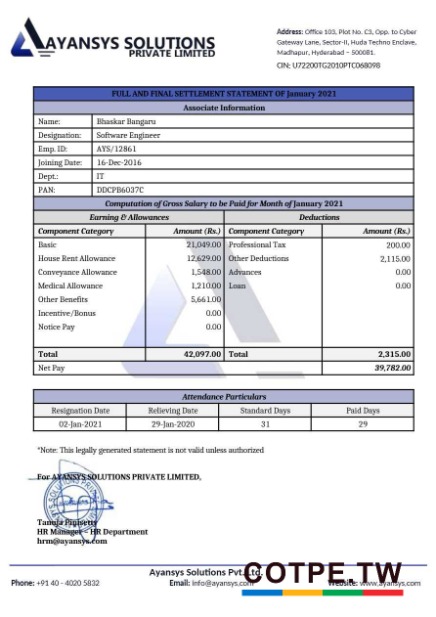 AYANSYS SOLUTIONS
PRIVATE LIMITED
Address: Office 103, Plot No. C3, Opp. to Cyber
Gateway Lane, Sector-II, Huda Techno Enclave,
Madhapur, Hyderabad – 500081.
CIN; U72200TG2010PTC068098
FULL AND FINAL SETTLEMENT STATEMENT OF January 2021
Associate Information
Name: Bhaskar Bangaru
Designation: Software Engineer
Emp. ID: AYS/12861
Joining Date: 16-Dec-2016
Dept.: IT
PAN: DDCPB6037C
Computation of Gross Salary to be Paid for Month of January 2021
Earning & Allowances Deductions
Component Category Amount (Rs.) Component Category Amount (Rs.)
Basic 21,049.00 Professional Tax 200.00
House Rent Allowance 12,629.00 Other Deductions 2,115.00
Conveyance Allowance 1,548.00 Advances 0.00
Medical Allowance 1,210.00 Loan 0.00
Other Benefits 5,661.00
Incentive/Bonus 0.00
Notice Pay 0.00
Total 42,097.00 Total 2,315.00
Net Pay 39,782.00
Attendance Particulars
Resignation Date Relieving Date Standard Days Paid Days
02-Jan-2021 29-Jan-2020 31 29
*Note: This legally generated statement is not valid unless authorized
For AYANSYS SOLUTIONS PRIVATE LIMITED,
HR Manager – HR Department
hrm@ayansys.com
Ayansys Solutions Pvt. Ltd.
Phone: +91 40 - 4020 5832 Email: info@ayansys.com Website: www.ayansys.com
COTPE.TW